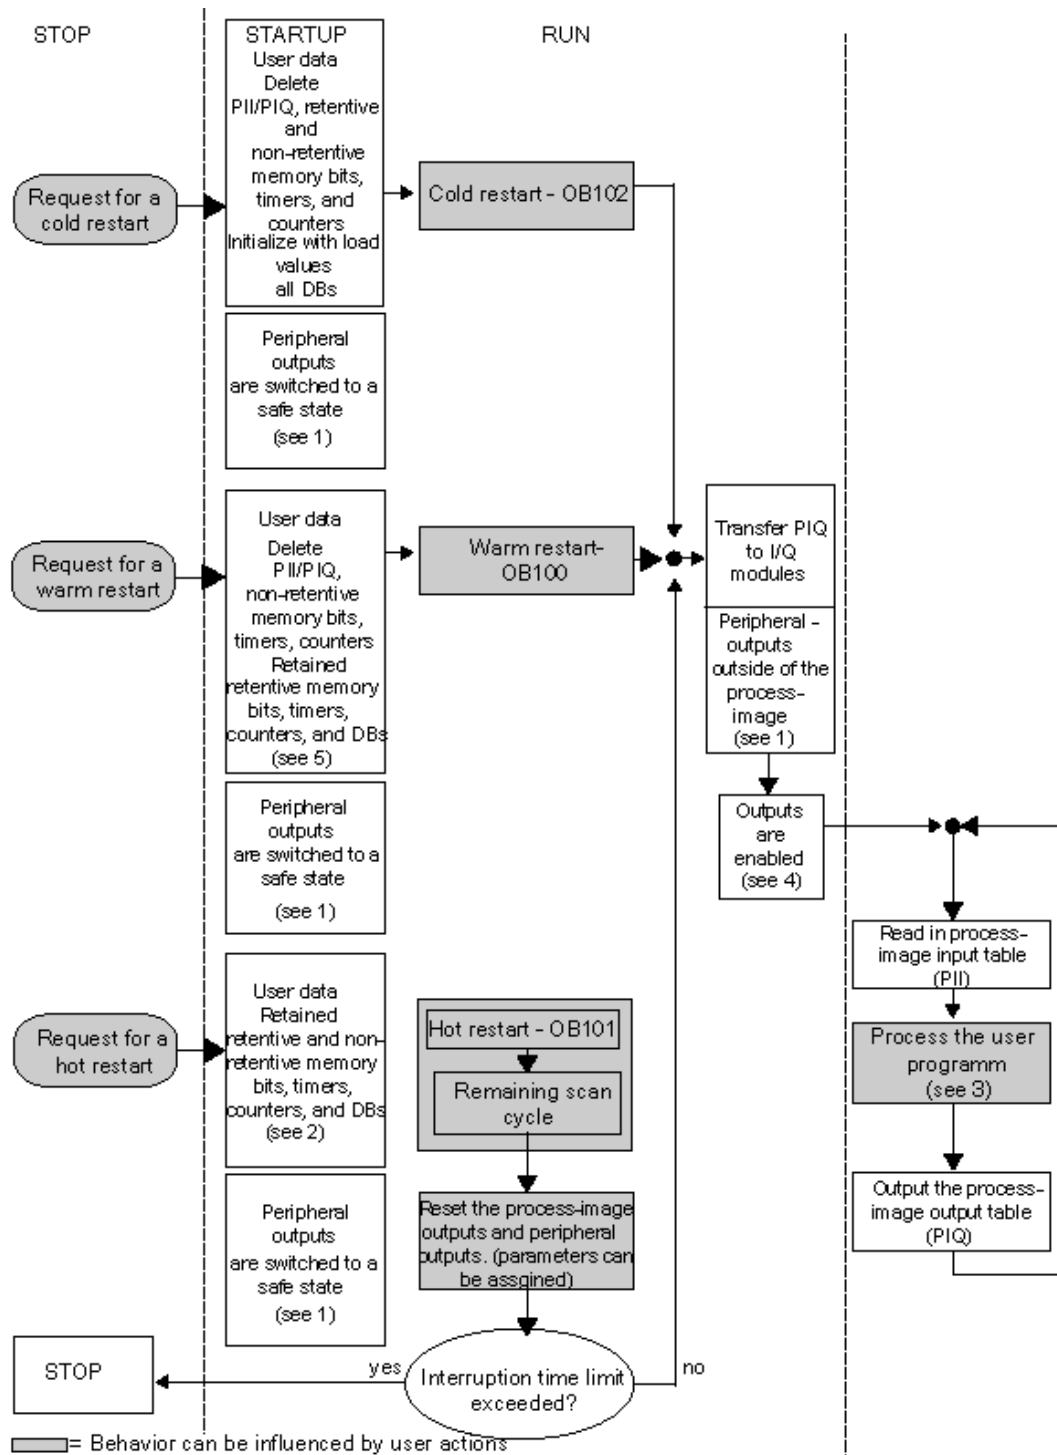 STOP
STARTUP
RUN
User data
Delete
PII/PIQ, retentive
and
non-retentive
memory bits,
timers, and
counters
Initialize with load
values
all DBs
Request for a
cold restart
Cold restart - OB102
Peripheral
outputs
are switched to a
safe state
(see 1)
User data
Delete
PII/PIQ,
non-retentive
memory bits,
timers, counters
Retained
retentive memory
bits, timers,
counters, and DBs
(see 5)
Request for a
warm restart
Warm restart-
OB100
Transfer PIQ
to I/Q
modules
Peripheral -
outputs
outside of the
process-
image
(see 1)
Peripheral
outputs
are switched to a
safe state
(see 1)
Outputs
are
enabled
(see 4)
Read in process-
image input table
(PII)
User data
Retained
retentive and non-
retentive memory
bits, timers,
counters, and DBs
(see 2)
Request for a
hot restart
Hot restart - OB101
Remaining scan
cycle
Process the user
programm
(see 3)
Peripheral
outputs
are switched to a
safe state
(see 1)
Reset the process-image
outputs and peripheral
outputs. (parameters can
be assgined)
Output the process-
image output table
(PIQ)
STOP
yes
Interruption time limit
exceeded?
no
= Behavior can be influenced by user actions